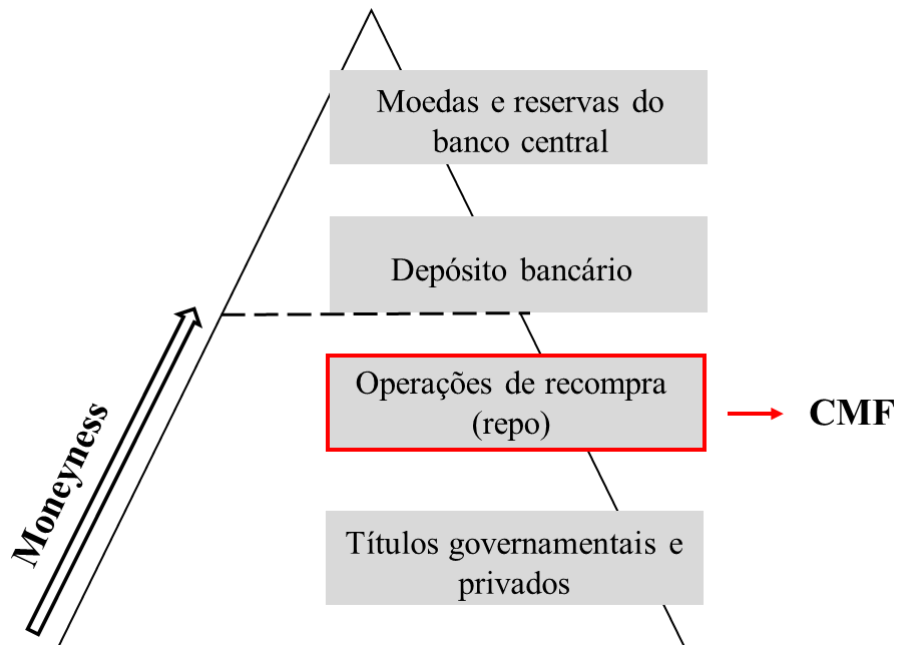 Moedas e reservas do
banco central
Depósito bancário
Operações de recompra
(repo)
CMF
Moneyness
Títulos governamentais e
privados